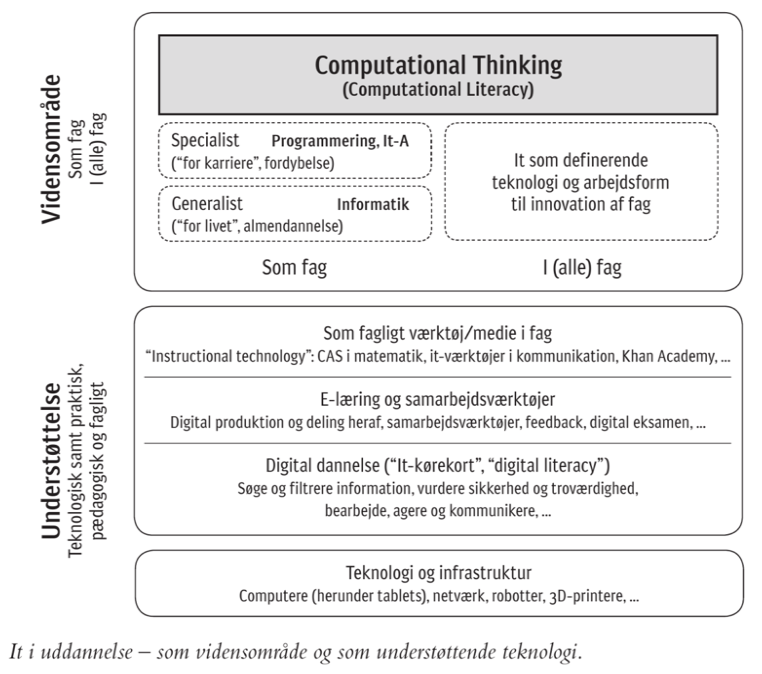 Vidensområde
Som fag
I (alle) fag
Computational Thinking
(Computational Literacy)
Specialist Programmering, It-A
(“for karriere”, fordybelse)
Generalist Informatik
(“for livet”, almendannelse)
Som fag
It som definerende
teknologi og arbejdsform
til innovation af fag
I (alle) fag
Understøttelse
Teknologisk samt praktisk,
pædagogisk og fagligt
Som fagligt værktøj/medie i fag
“Instructional technology”: CAS i matematik, it-værktøjer i kommunikation, Khan Academy, ...
E-læring og samarbejdsværktøjer
Digital produktion og deling heraf, samarbejdsværktøjer, feedback, digital eksamen, ...
Digital dannelse (“It-kørekort”, “digital literacy”)
Søge og filtrere information, vurdere sikkerhed og troværdighed,
bearbejde, agere og kommunikere, ...
Teknologi og infrastruktur
Computere (herunder tablets), netværk, robotter, 3D-printere, ...
It i uddannelse – som vidensområde og som understøttende teknologi.